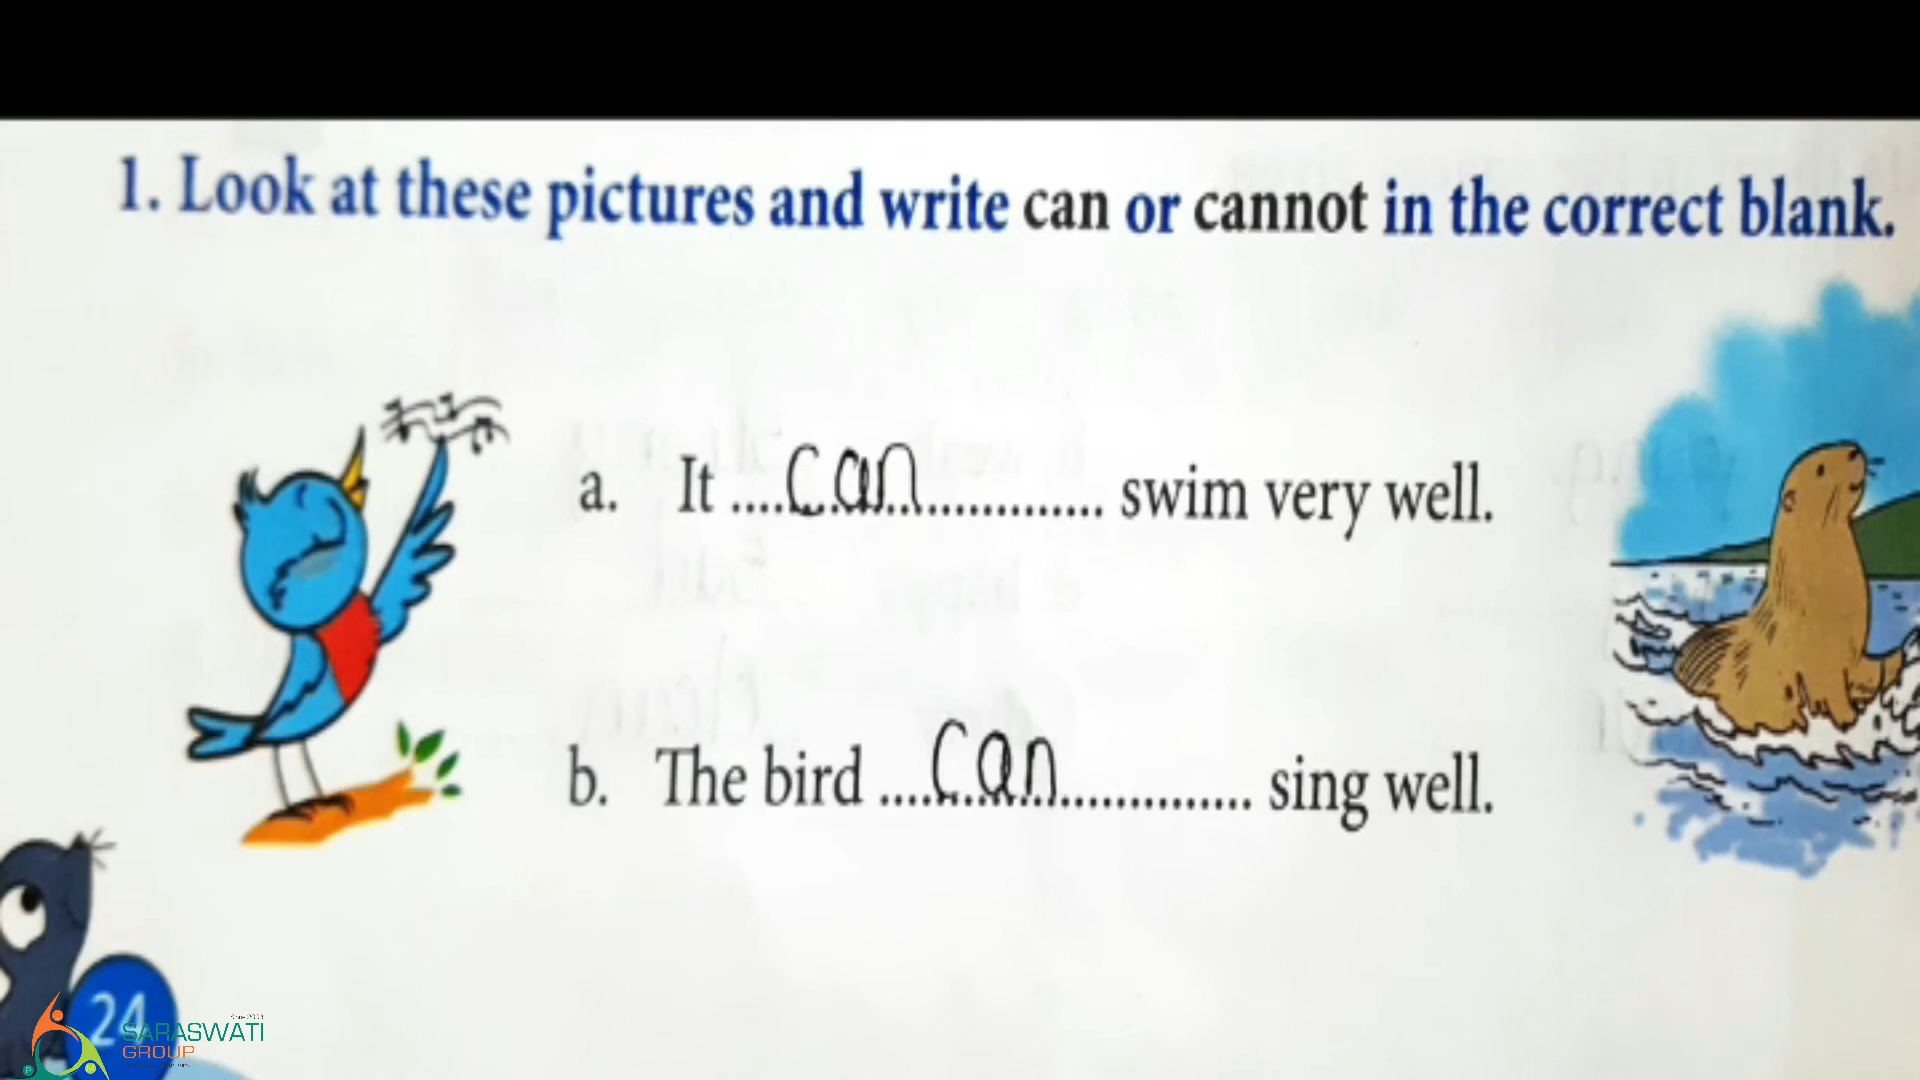 1. Look at these pictures and write can or cannot in the correct blank.
a. It ....can.............. swim very well.
b. The bird ....can.............. sing well.
24
SARASWATI
GROUP